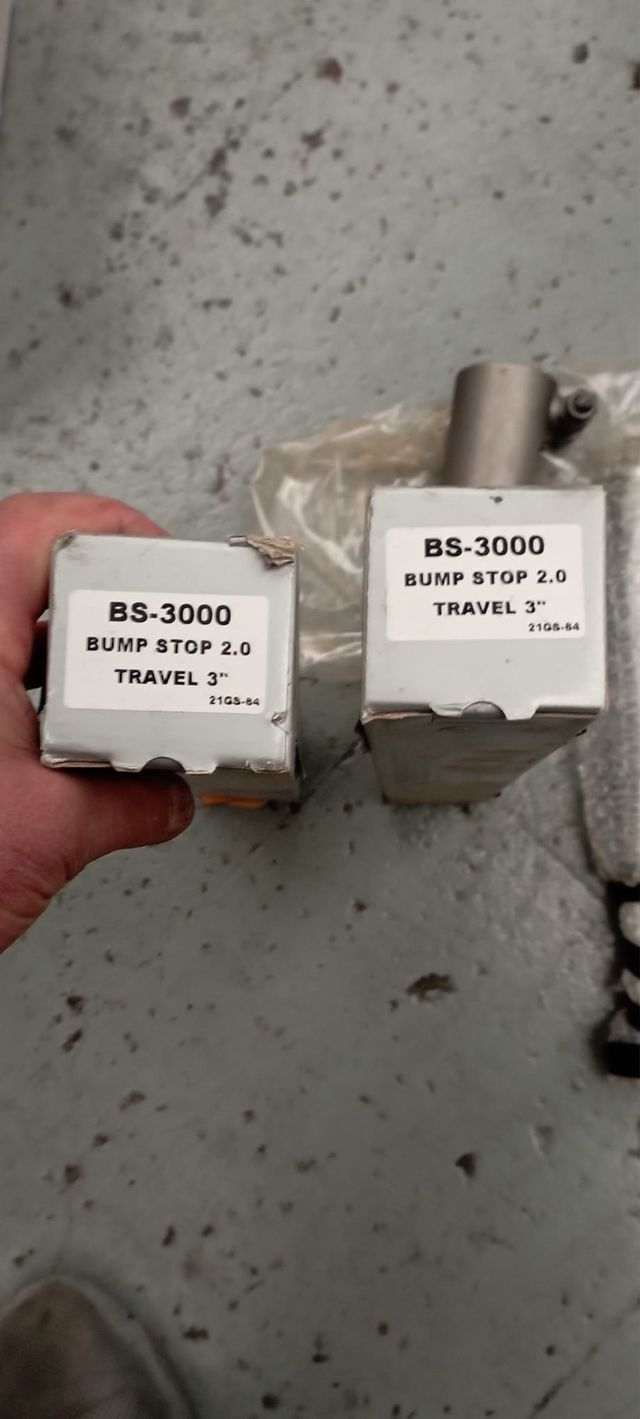 BS-3000
BUMP STOP 2.0
TRAVEL 3"
21GS-64
BS-3000
BUMP STOP 2.0
TRAVEL 3"
21GS-64